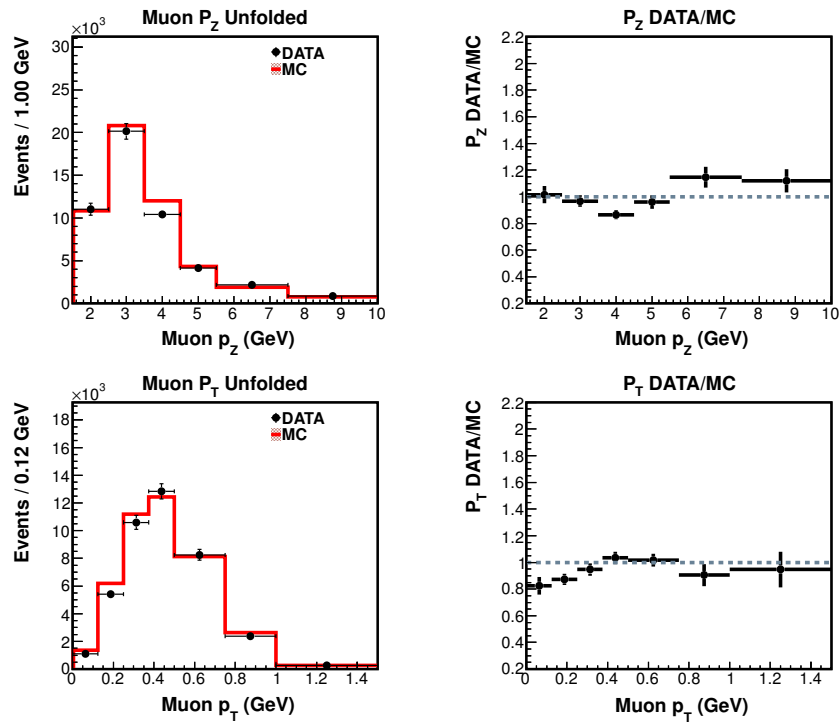 Muon P_Z Unfolded
×10³
Events / 1.00 GeV
30
25
20
15
10
5
0
DATA
MC
2 3 4 5 6 7 8 9 10
Muon p_Z (GeV)
P_Z DATA/MC
P_Z DATA/MC
2.2
2
1.8
1.6
1.4
1.2
1
0.8
0.6
0.4
0.2
2 3 4 5 6 7 8 9 10
Muon p_Z (GeV)
Muon P_T Unfolded
×10³
Events / 0.12 GeV
18
16
14
12
10
8
6
4
2
0
DATA
MC
0 0.2 0.4 0.6 0.8 1 1.2 1.4
Muon p_T (GeV)
P_T DATA/MC
P_T DATA/MC
2.2
2
1.8
1.6
1.4
1.2
1
0.8
0.6
0.4
0.2
0 0.2 0.4 0.6 0.8 1 1.2 1.4
Muon p_T (GeV)